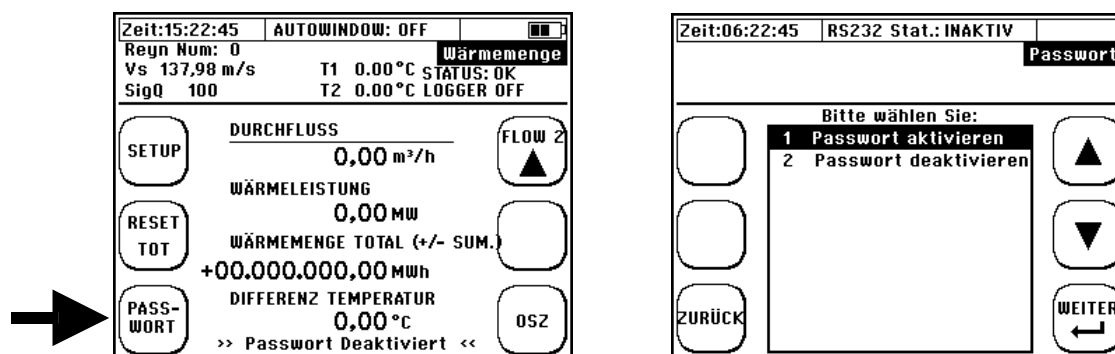 Zeit:15:22:45 AUTOWINDOW: OFF
Reyn Num: 0 Wärmemenge
Vs 137,98 m/s T1 0.00°C STATUS: OK
SigQ 100 T2 0.00°C LOGGER OFF
SETUP
DURCHFLUSS
0,00 m³/h
FLOW 2
WÄRMELEISTUNG
0,00 MW
RESET
TOT
WÄRMEMENGE TOTAL (+/- SUM.)
+00.000.000,00 MWh
PASS-
WORT
DIFFERENZ TEMPERATUR
0,00 °C
OSZ
>> Passwort Deaktiviert <<
Zeit:06:22:45 RS232 Stat.: INAKTIV
Passwort
Bitte wählen Sie:
1 Passwort aktivieren
2 Passwort deaktivieren
ZURÜCK
WEITER